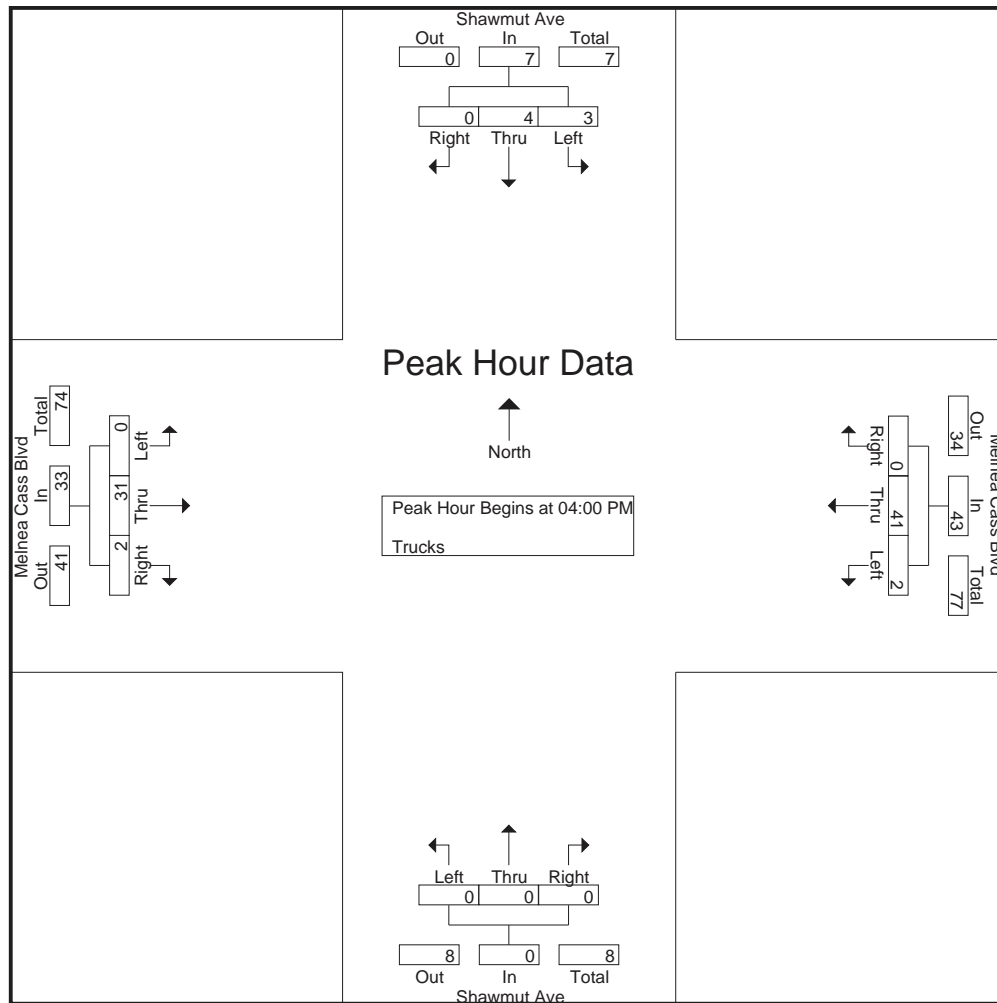 Shawmut Ave
Out In Total
0 7 7
0 4 3
Right Thru Left
Peak Hour Data
North
Peak Hour Begins at 04:00 PM
Trucks
Melnea Cass Blvd
Out In Total
41 33 74
2 31 0
Right Thru Left
Melnea Cass Blvd
Out In Total
34 43 77
0 41 2
Right Thru Left
Left Thru Right
0 0 0
8 0 8
Out In Total
Shawmut Ave